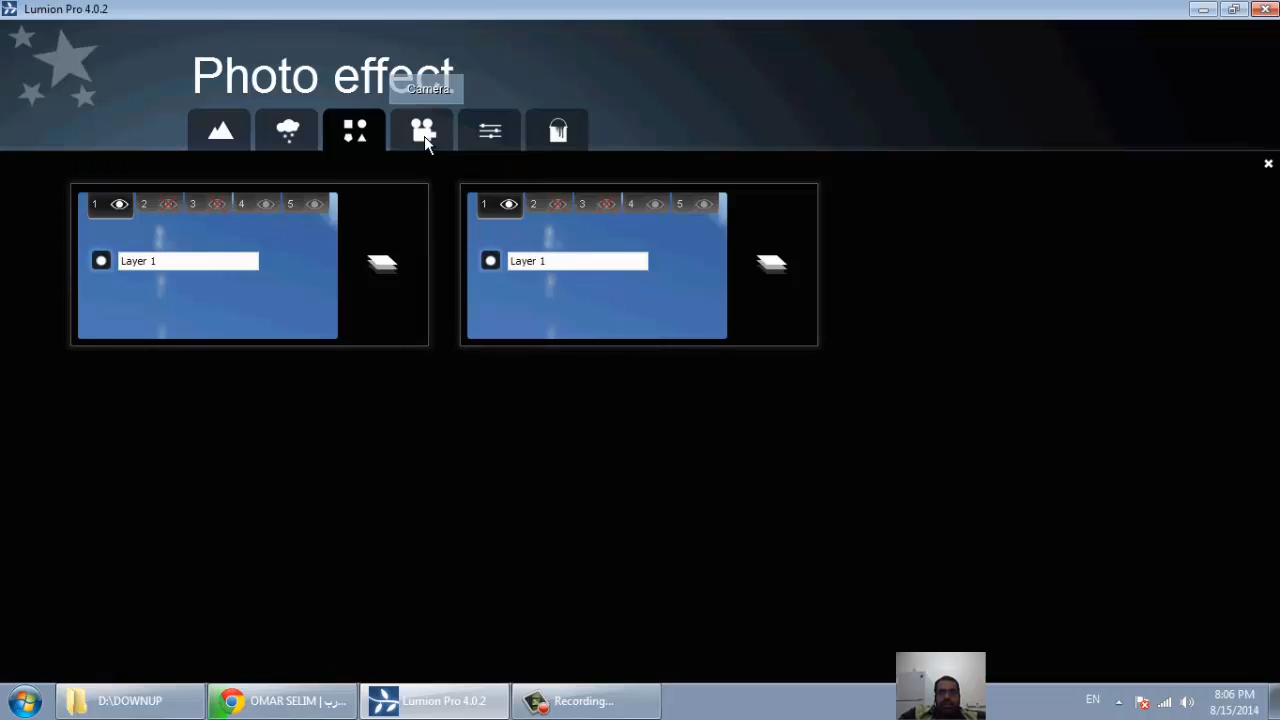 Lumion Pro 4.0.2
Photo effect
Camera
1 2 3 4 5
Layer 1
1 2 3 4 5
Layer 1
D:\DOWNUP
OMAR SELIM | رب...
Lumion Pro 4.0.2
Recording...
EN
8:06 PM
8/15/2014